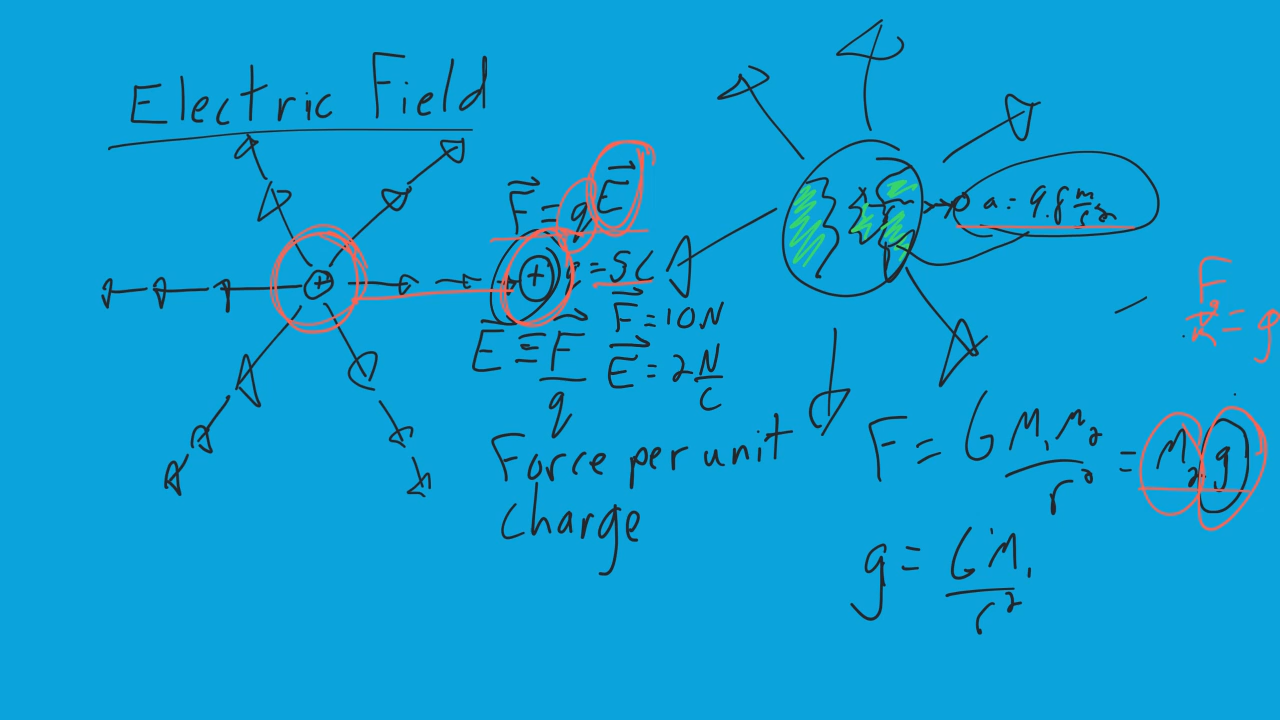 Electric Field
F = qE
+
+
q = 5C
F = 10N
E ≡ F/q
E = 2 N/C
Force per unit
charge
a = 9.8 m/s²
F = G M₁M₂/r² = M₂g
g = GM₁/r²